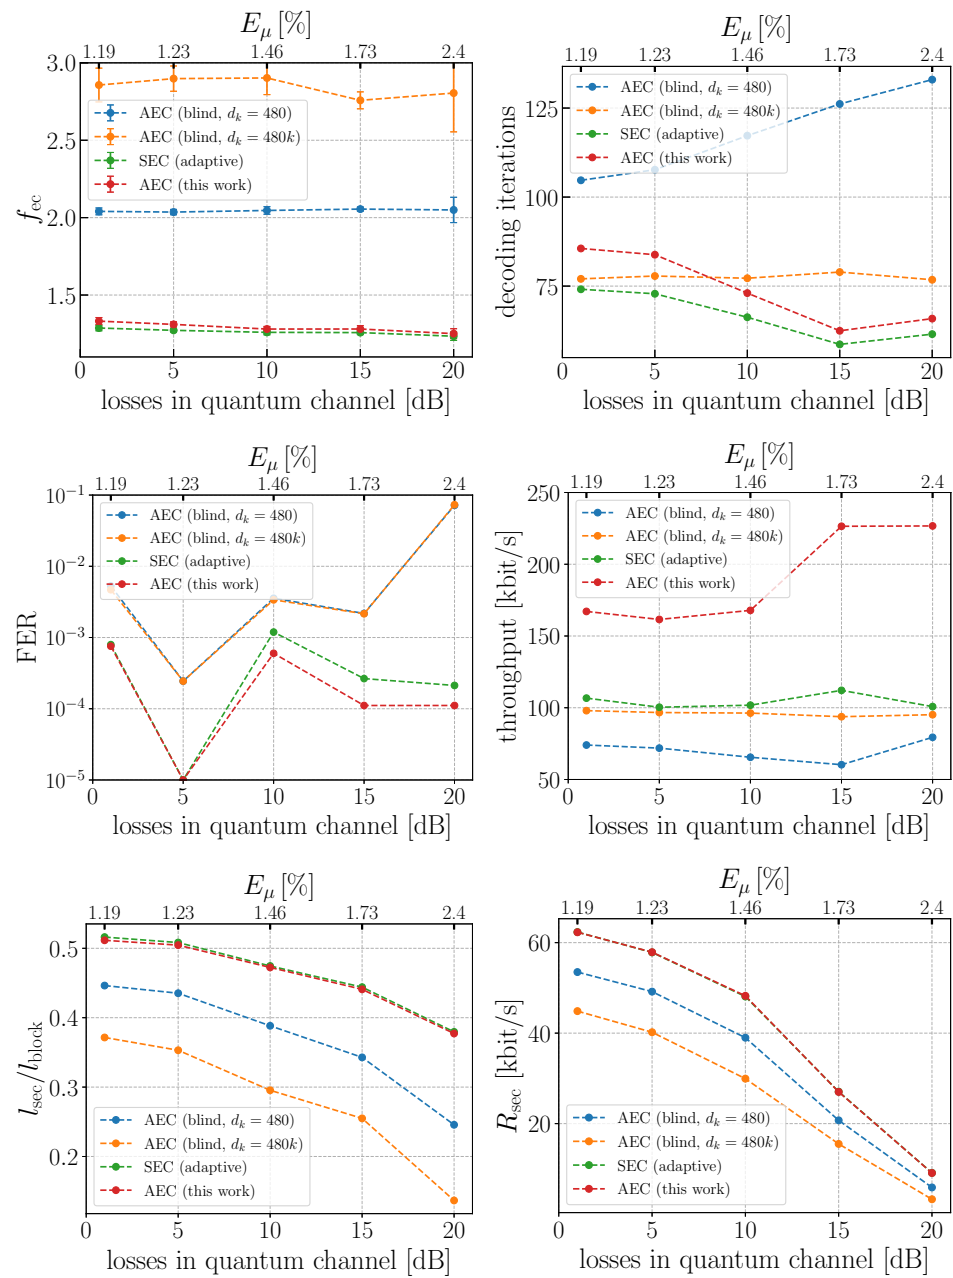 E_μ [%]
1.19 1.23 1.46 1.73 2.4
3.0
2.5
2.0
1.5
f_ec
AEC (blind, d_k = 480)
AEC (blind, d_k = 480k)
SEC (adaptive)
AEC (this work)
0 5 10 15 20
losses in quantum channel [dB]
E_μ [%]
1.19 1.23 1.46 1.73 2.4
125
100
75
decoding iterations
AEC (blind, d_k = 480)
AEC (blind, d_k = 480k)
SEC (adaptive)
AEC (this work)
0 5 10 15 20
losses in quantum channel [dB]
E_μ [%]
1.19 1.23 1.46 1.73 2.4
10⁻¹
10⁻²
10⁻³
10⁻⁴
10⁻⁵
FER
AEC (blind, d_k = 480)
AEC (blind, d_k = 480k)
SEC (adaptive)
AEC (this work)
0 5 10 15 20
losses in quantum channel [dB]
E_μ [%]
1.19 1.23 1.46 1.73 2.4
250
200
150
100
50
throughput [kbit/s]
AEC (blind, d_k = 480)
AEC (blind, d_k = 480k)
SEC (adaptive)
AEC (this work)
0 5 10 15 20
losses in quantum channel [dB]
E_μ [%]
1.19 1.23 1.46 1.73 2.4
0.5
0.4
0.3
0.2
l_sec/l_block
AEC (blind, d_k = 480)
AEC (blind, d_k = 480k)
SEC (adaptive)
AEC (this work)
0 5 10 15 20
losses in quantum channel [dB]
E_μ [%]
1.19 1.23 1.46 1.73 2.4
60
40
20
R_sec [kbit/s]
AEC (blind, d_k = 480)
AEC (blind, d_k = 480k)
SEC (adaptive)
AEC (this work)
0 5 10 15 20
losses in quantum channel [dB]